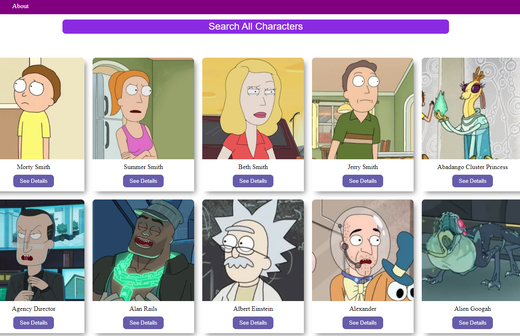 About
Search All Characters
Morty Smith
Summer Smith
Beth Smith
Jerry Smith
Abadango Cluster Princess
See Details
See Details
See Details
See Details
See Details
Agency Director
Alan Rails
Albert Einstein
Alexander
Alien Googah
See Details
See Details
See Details
See Details
See Details